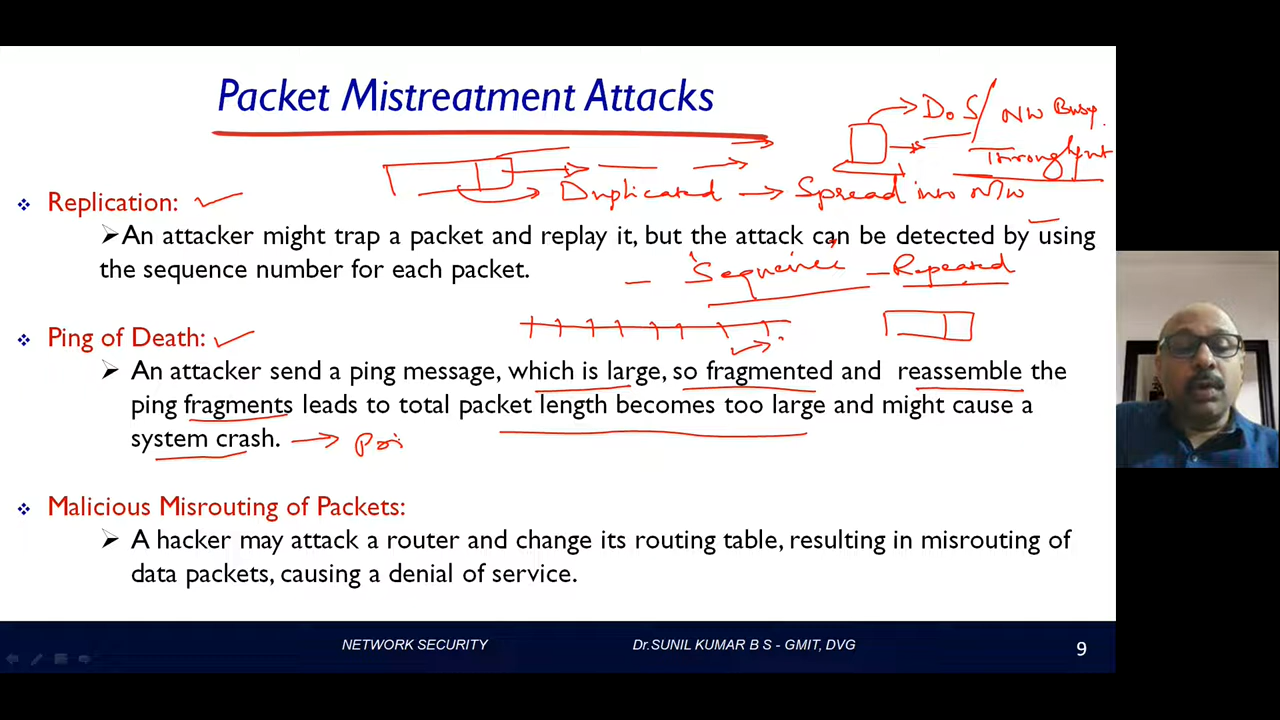 Packet Mistreatment Attacks
DoS/ NW Busy.
Throughput
Duplicated → Spread into N/w
❖ Replication:
➤An attacker might trap a packet and replay it, but the attack can be detected by using
the sequence number for each packet.
– Sequence – Repeated
❖ Ping of Death:
➤ An attacker send a ping message, which is large, so fragmented and reassemble the
ping fragments leads to total packet length becomes too large and might cause a
system crash. →
❖ Malicious Misrouting of Packets:
➤ A hacker may attack a router and change its routing table, resulting in misrouting of
data packets, causing a denial of service.
NETWORK SECURITY Dr.SUNIL KUMAR B S - GMIT, DVG 9